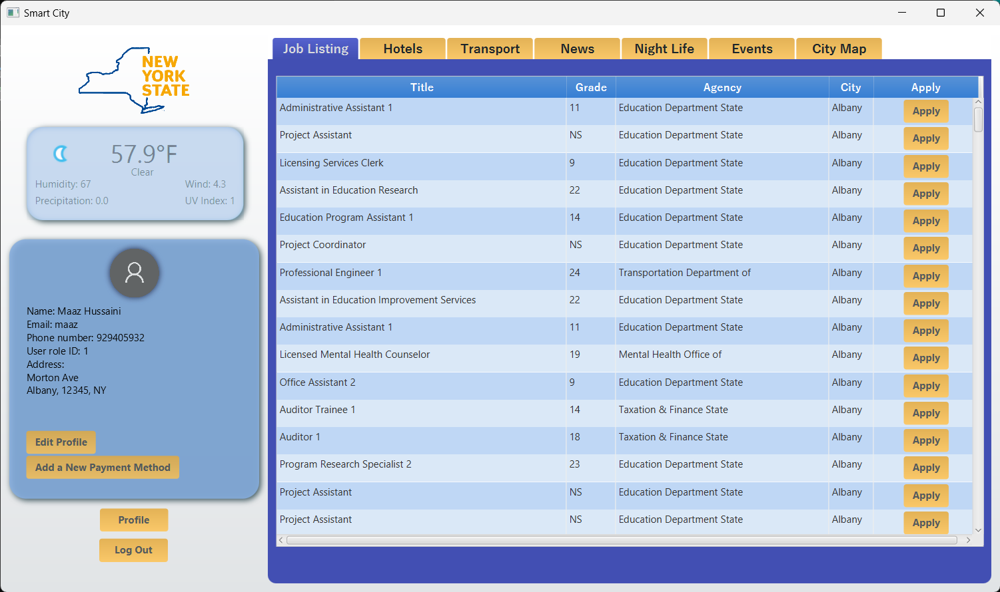 Smart City
NEW
YORK
STATE
57.9°F
Clear
Humidity: 67 Wind: 4.3
Precipitation: 0.0 UV Index: 1
Name: Maaz Hussaini
Email: maaz
Phone number: 929405932
User role ID: 1
Address:
Morton Ave
Albany, 12345, NY
Edit Profile
Add a New Payment Method
Profile
Log Out
Job Listing Hotels Transport News Night Life Events City Map
Title Grade Agency City Apply
Administrative Assistant 1 11 Education Department State Albany Apply
Project Assistant NS Education Department State Albany Apply
Licensing Services Clerk 9 Education Department State Albany Apply
Assistant in Education Research 22 Education Department State Albany Apply
Education Program Assistant 1 14 Education Department State Albany Apply
Project Coordinator NS Education Department State Albany Apply
Professional Engineer 1 24 Transportation Department of Albany Apply
Assistant in Education Improvement Services 22 Education Department State Albany Apply
Administrative Assistant 1 11 Education Department State Albany Apply
Licensed Mental Health Counselor 19 Mental Health Office of Albany Apply
Office Assistant 2 9 Education Department State Albany Apply
Auditor Trainee 1 14 Taxation & Finance State Albany Apply
Auditor 1 18 Taxation & Finance State Albany Apply
Program Research Specialist 2 23 Education Department State Albany Apply
Project Assistant NS Education Department State Albany Apply
Project Assistant NS Education Department State Albany Apply